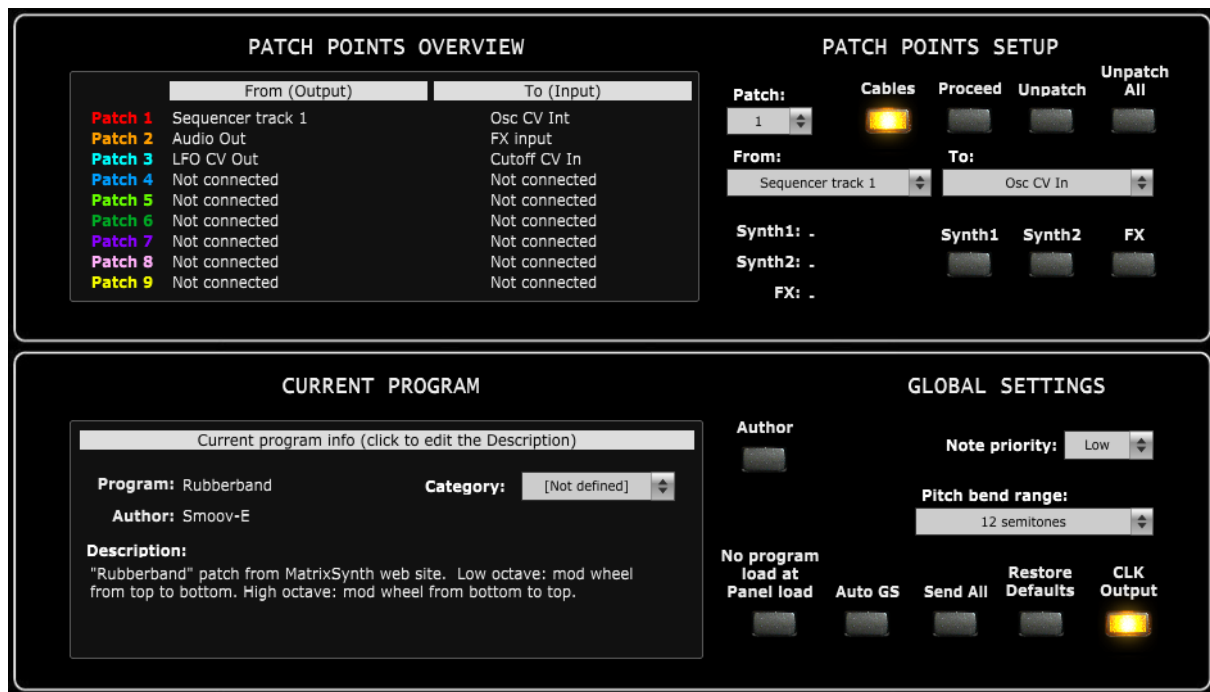 PATCH POINTS OVERVIEW
From (Output) To (Input)
Patch 1 Sequencer track 1 Osc CV Int
Patch 2 Audio Out FX input
Patch 3 LFO CV Out Cutoff CV In
Patch 4 Not connected Not connected
Patch 5 Not connected Not connected
Patch 6 Not connected Not connected
Patch 7 Not connected Not connected
Patch 8 Not connected Not connected
Patch 9 Not connected Not connected
PATCH POINTS SETUP
Patch: Cables Proceed Unpatch Unpatch All
1
From: To:
Sequencer track 1 Osc CV In
Synth1: - Synth1 Synth2 FX
Synth2: -
FX: -
CURRENT PROGRAM
Current program info (click to edit the Description)
Program: Rubberband Category: [Not defined]
Author: Smoov-E
Description:
"Rubberband" patch from MatrixSynth web site. Low octave: mod wheel
from top to bottom. High octave: mod wheel from bottom to top.
GLOBAL SETTINGS
Author
Note priority: Low
Pitch bend range:
12 semitones
No program
load at
Panel load Auto GS Send All Restore Defaults CLK Output